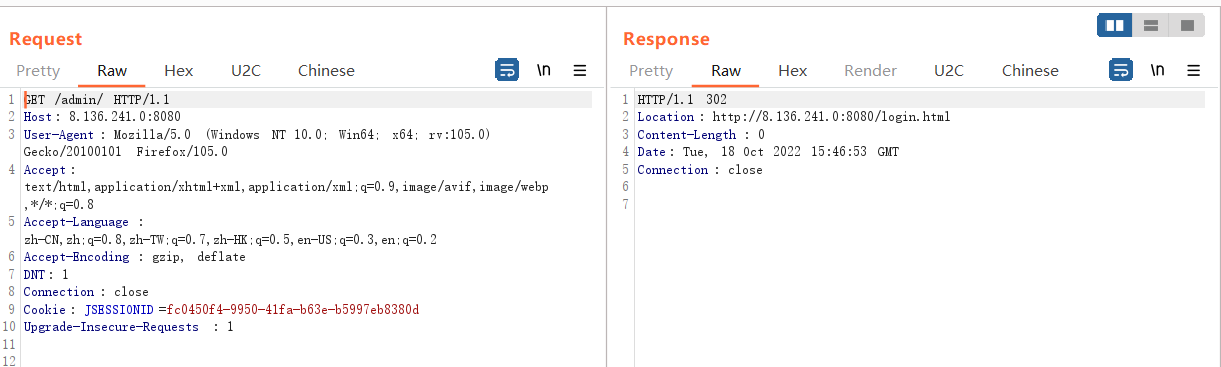 Request
Pretty Raw Hex U2C Chinese \n
1 GET /admin/ HTTP/1.1
2 Host: 8.136.241.0:8080
3 User-Agent: Mozilla/5.0 (Windows NT 10.0; Win64; x64; rv:105.0)
Gecko/20100101 Firefox/105.0
4 Accept:
text/html,application/xhtml+xml,application/xml;q=0.9,image/avif,image/webp
,*/*;q=0.8
5 Accept-Language :
zh-CN,zh;q=0.8,zh-TW;q=0.7,zh-HK;q=0.5,en-US;q=0.3,en;q=0.2
6 Accept-Encoding : gzip, deflate
7 DNT: 1
8 Connection : close
9 Cookie: JSESSIONID=fc0450f4-9950-41fa-b63e-b5997eb8380d
10 Upgrade-Insecure-Requests : 1
11
12
Response
Pretty Raw Hex Render U2C Chinese \n
1 HTTP/1.1 302
2 Location: http://8.136.241.0:8080/login.html
3 Content-Length : 0
4 Date: Tue, 18 Oct 2022 15:46:53 GMT
5 Connection : close
6
7